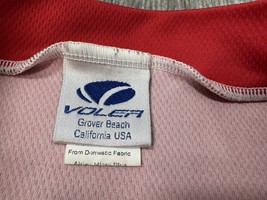 VOLER
Grover Beach
California USA
From Domestic Fabric